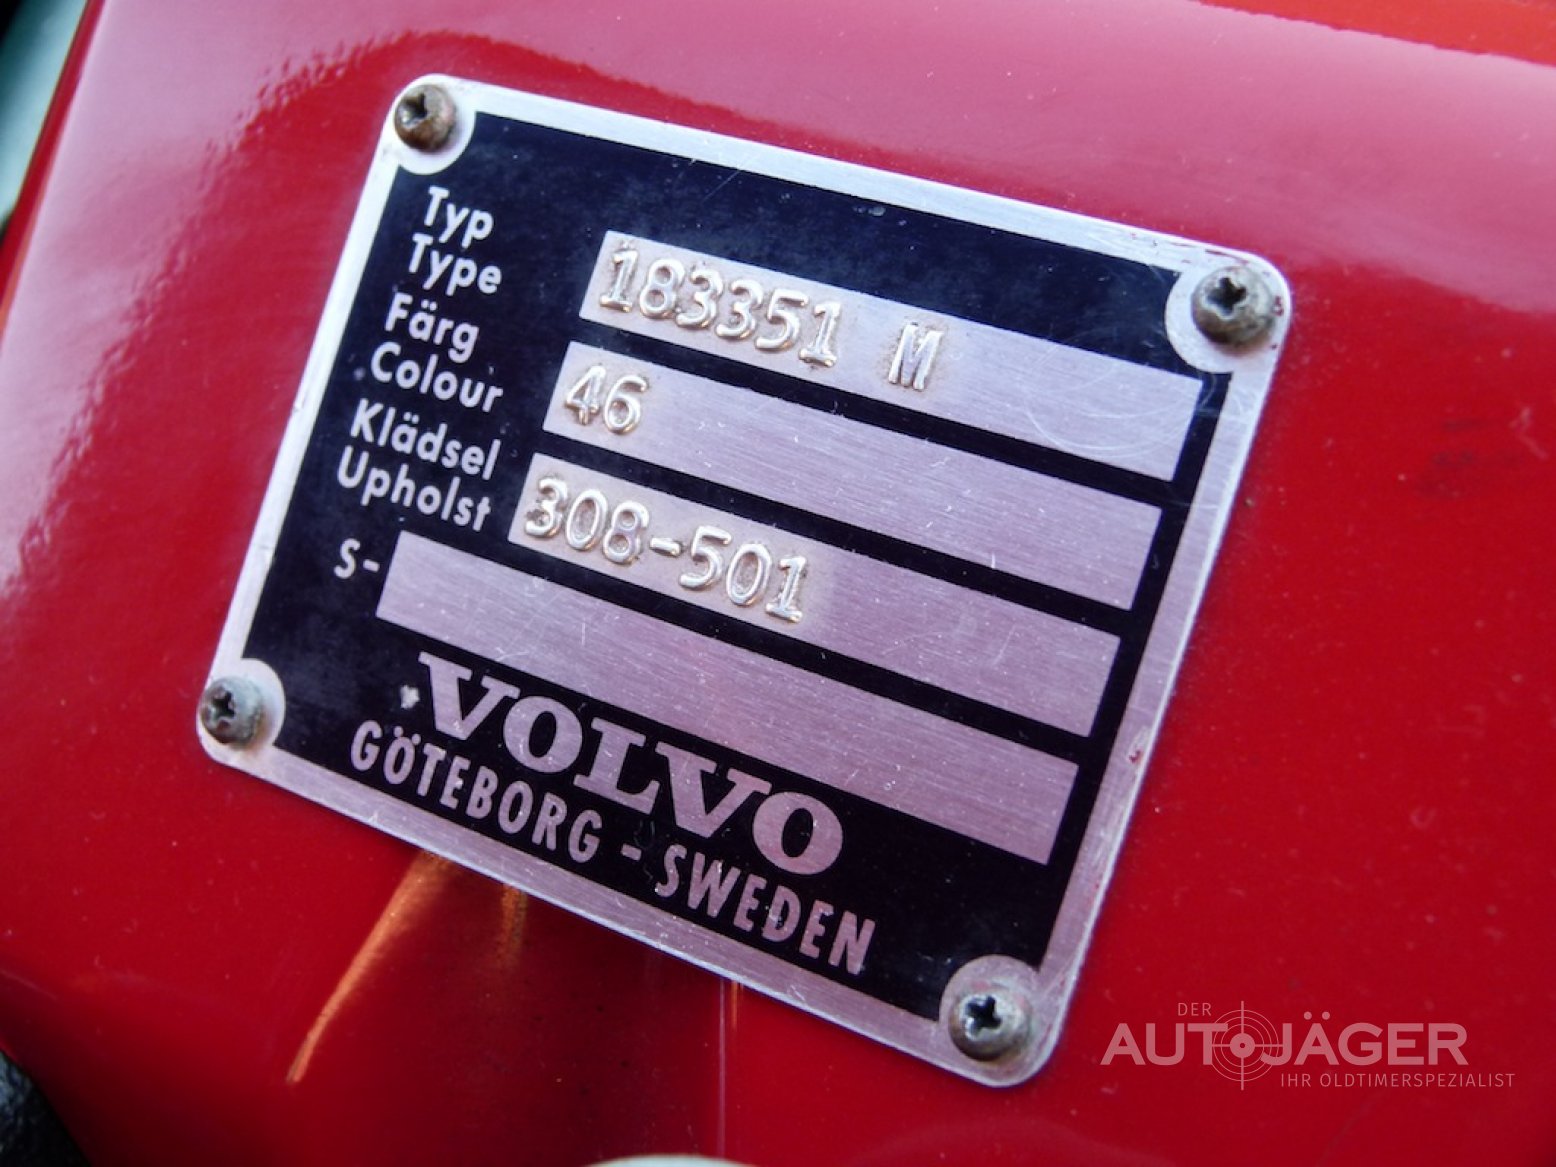 Typ
Type 183351 M
Färg
Colour 46
Klädsel
Upholst 308-501
S-
VOLVO
GÖTEBORG - SWEDEN
DER
AUTOJÄGER
IHR OLDTIMERSPEZIALIST